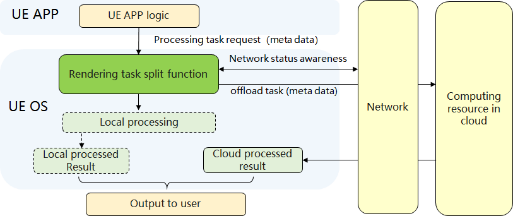 UE APP
UE APP logic
Processing task request (meta data)
Network status awareness
Rendering task split function
offload task (meta data)
UE OS
Local processing
Network
Computing
resource in
cloud
Local processed
Result
Cloud processed
result
Output to user